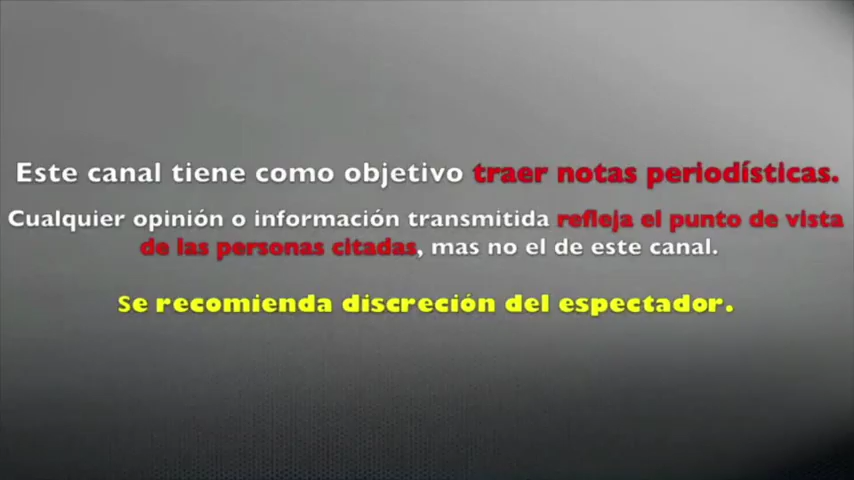 Este canal tiene como objetivo traer notas periodísticas.
Cualquier opinión o información transmitida refleja el punto de vista
de las personas citadas, mas no el de este canal.
Se recomienda discreción del espectador.